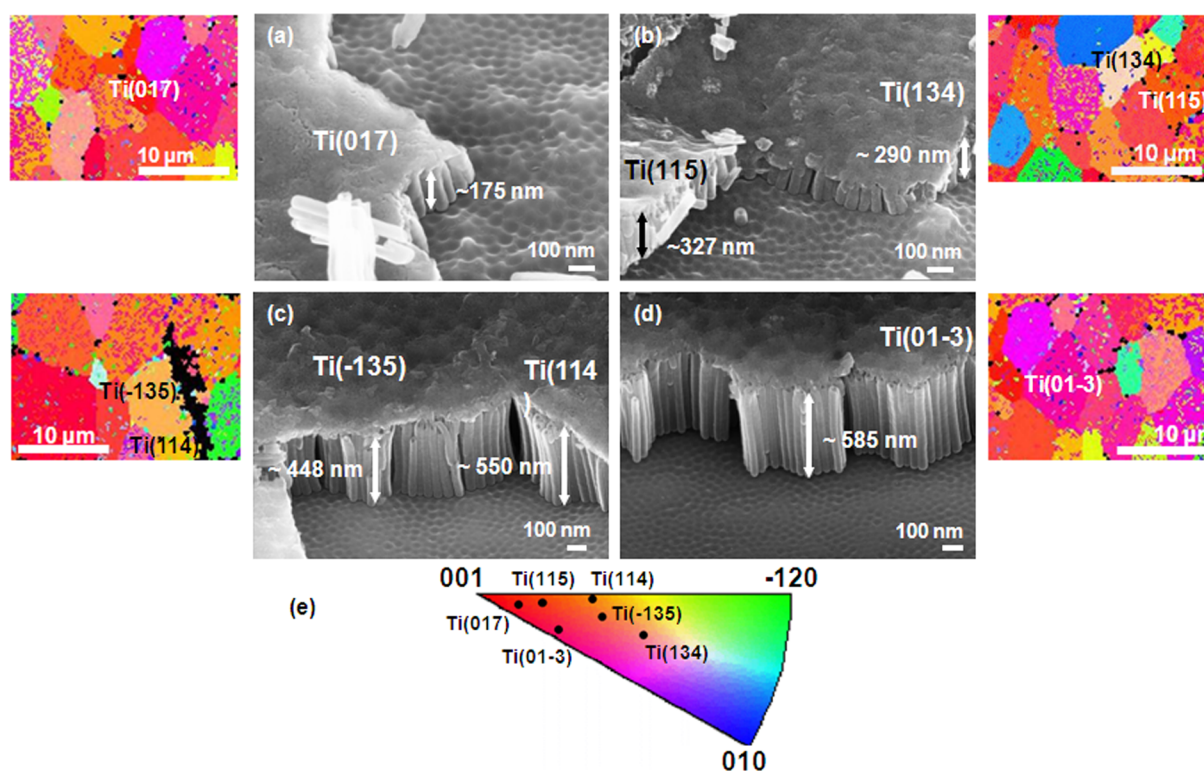 Ti(017)
10 µm
(a)
Ti(017)
~175 nm
100 nm
(b)
Ti(134)
~ 290 nm
Ti(115)
~327 nm
100 nm
Ti(134)
Ti(115)
10 µm
10 µm
Ti(-135)
Ti(114)
(c)
Ti(-135)
Ti(114
)
~ 448 nm
~ 550 nm
100 nm
(d)
Ti(01-3)
~ 585 nm
100 nm
Ti(01-3)
10 µm
(e)
001
Ti(115)
Ti(114)
-120
Ti(017)
Ti(-135)
Ti(01-3)
Ti(134)
010